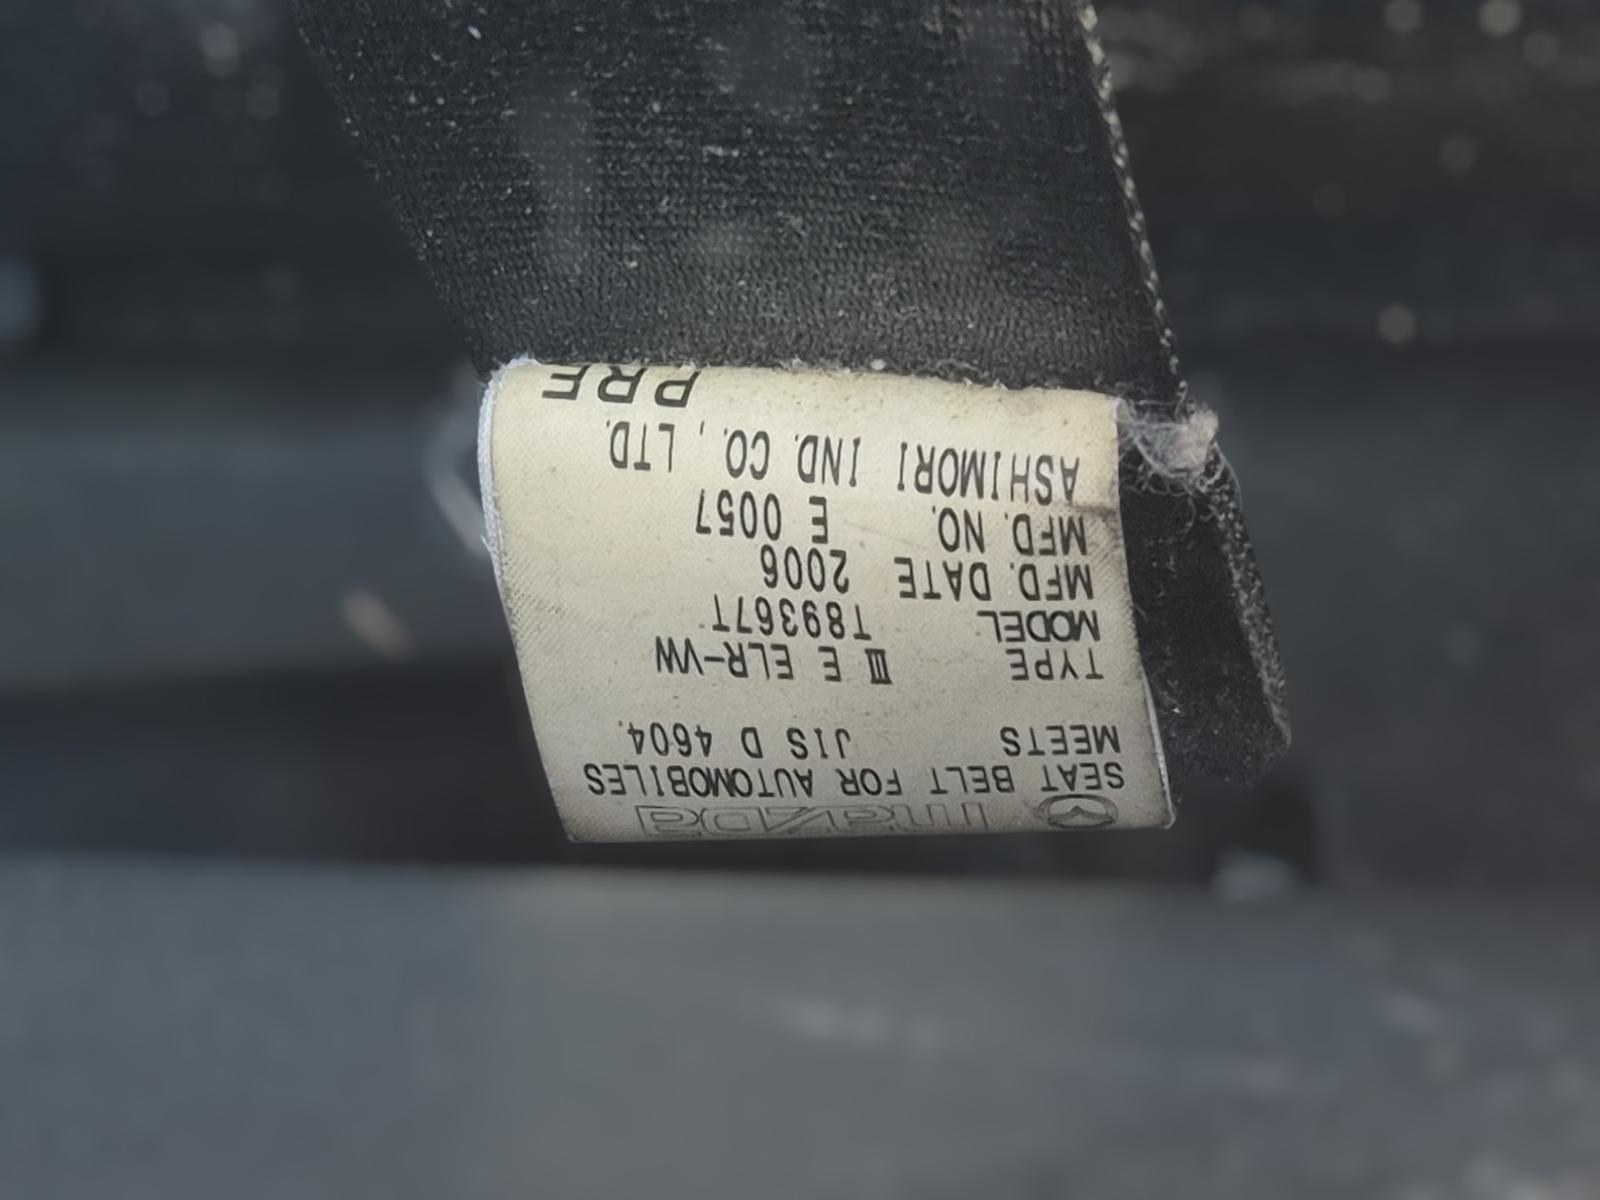 mazda
SEAT BELT FOR AUTOMOBILES
MEETS JIS D 4604.
TYPE III E ELR-VW
MODEL T89367T
MFD. DATE 2006
MFD. NO. E 0057
ASHIMORI IND. CO., LTD.
PRE